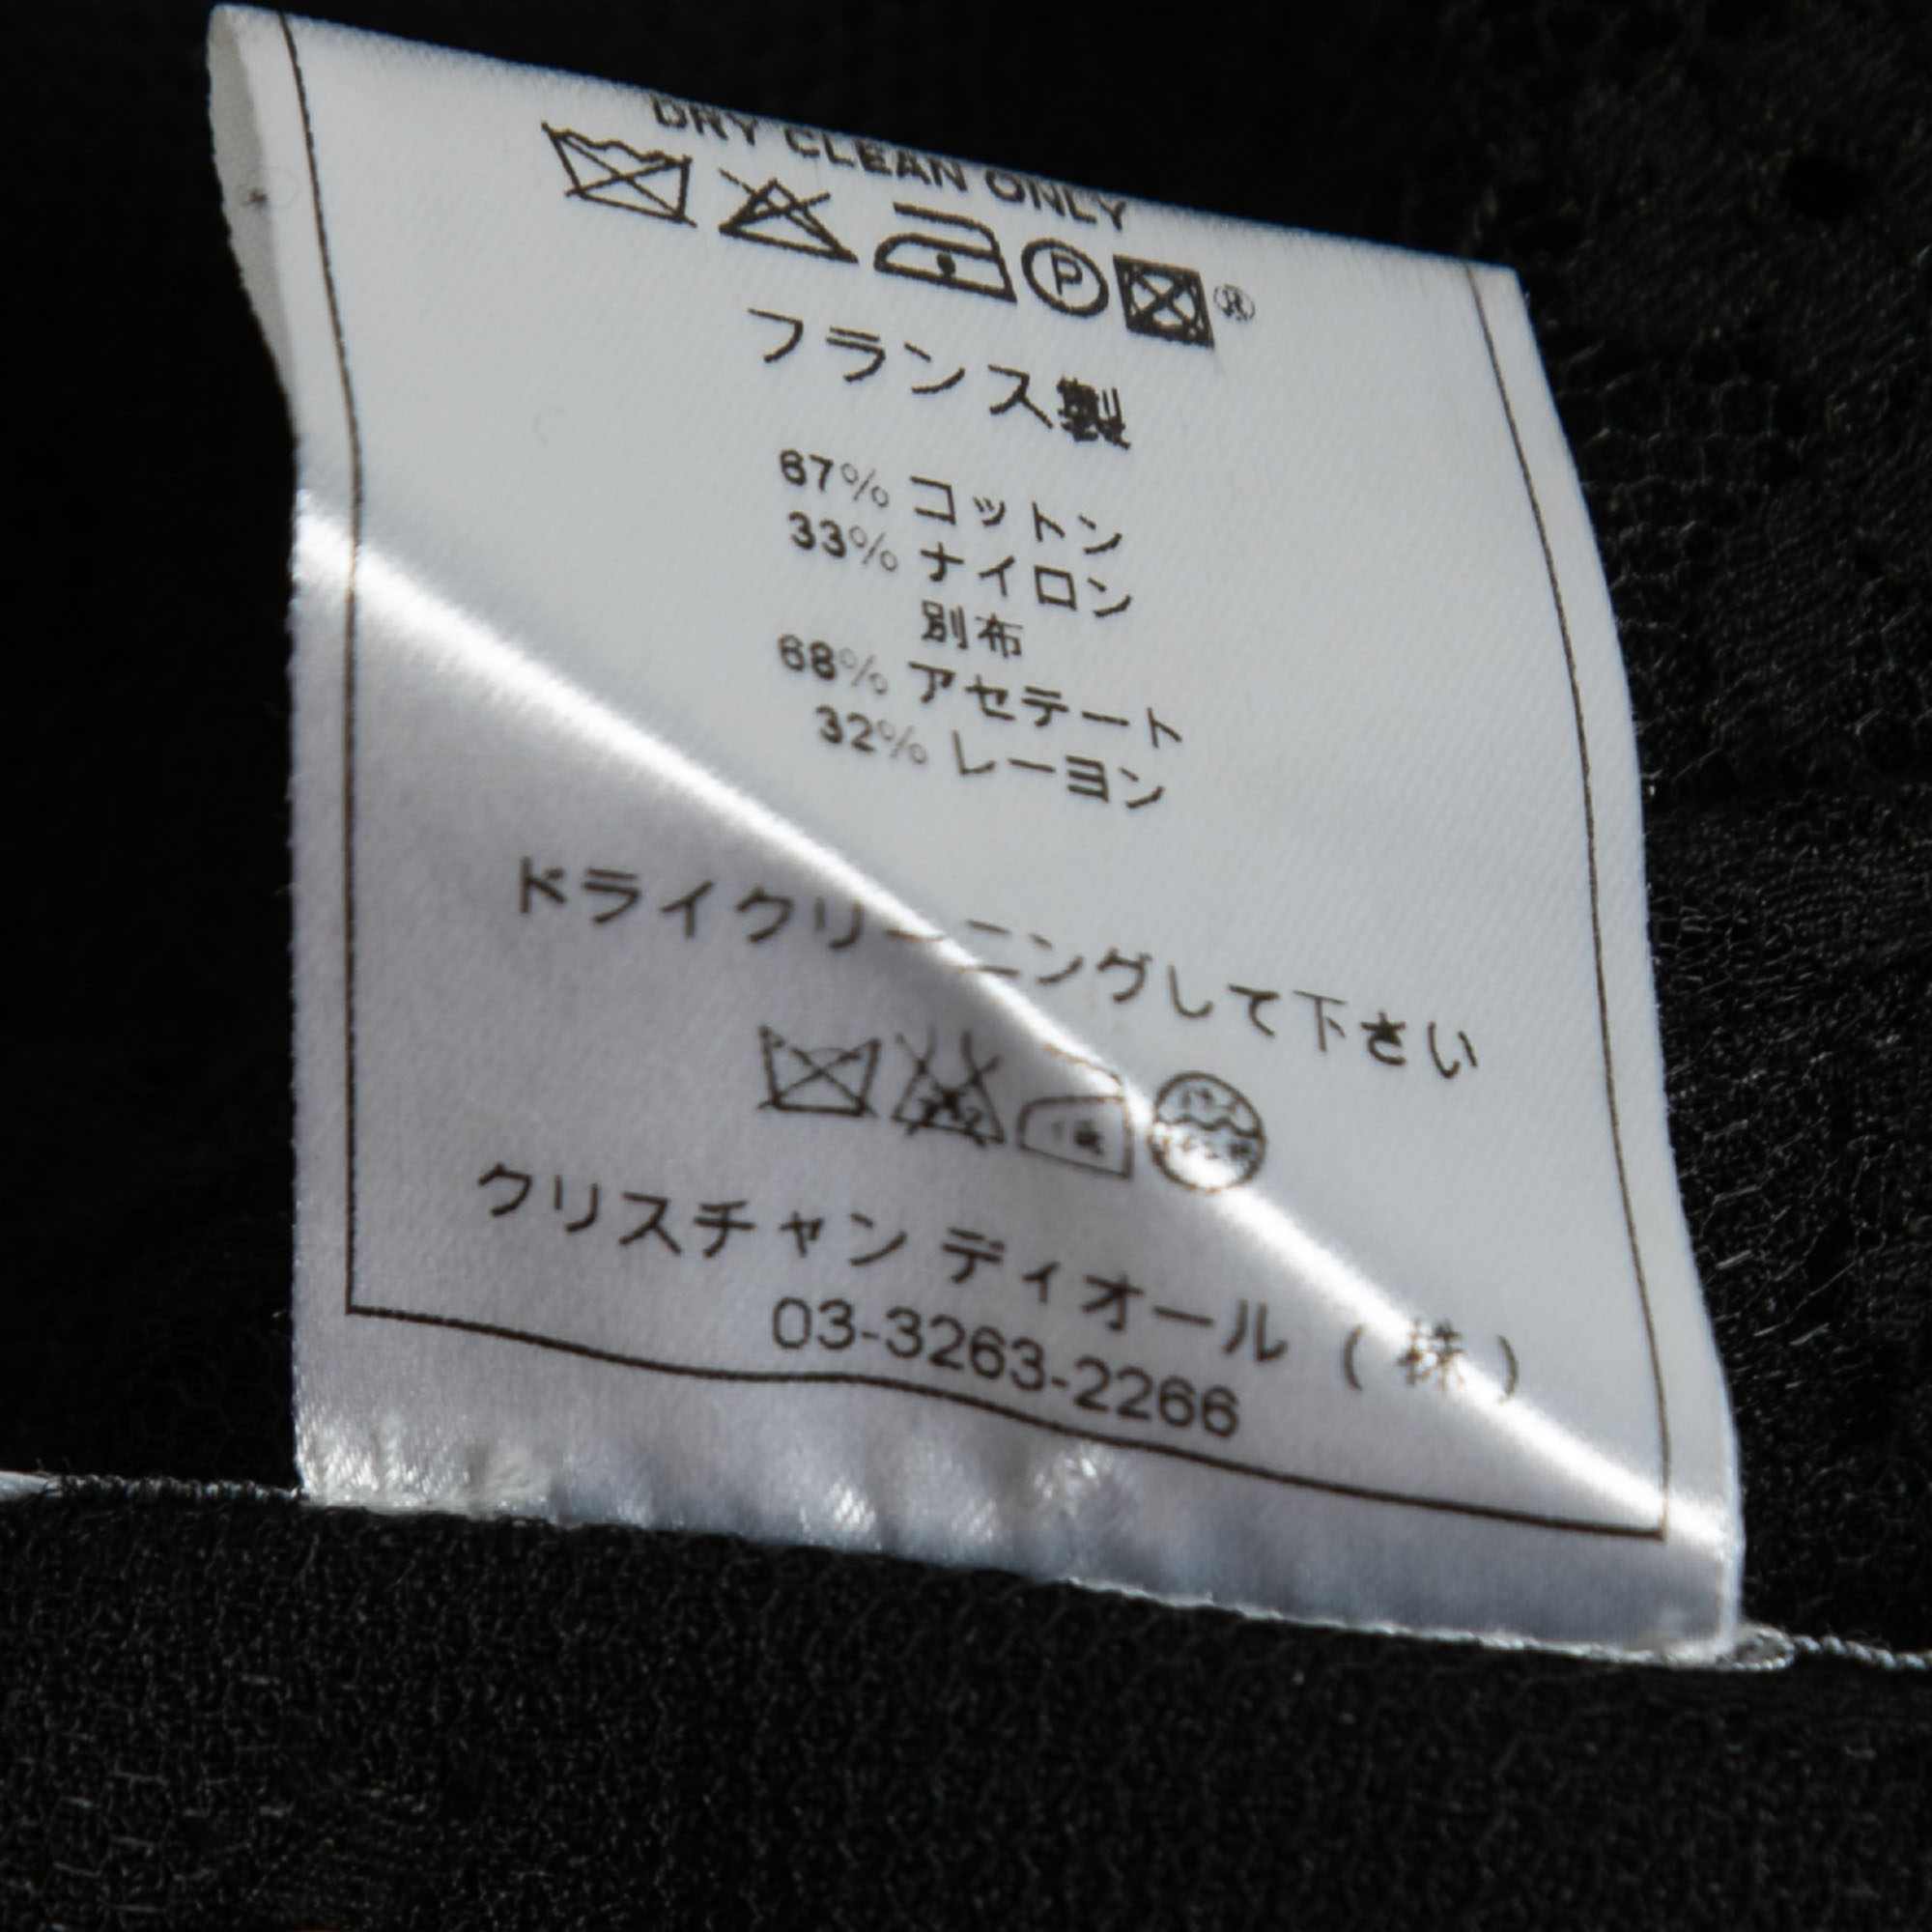 DRY CLEAN ONLY
P ®
フランス製
67% コットン
33% ナイロン
別布
68% アセテート
32% レーヨン
ドライクリーニングして下さい
クリスチャン ディオール (株)
03-3263-2266